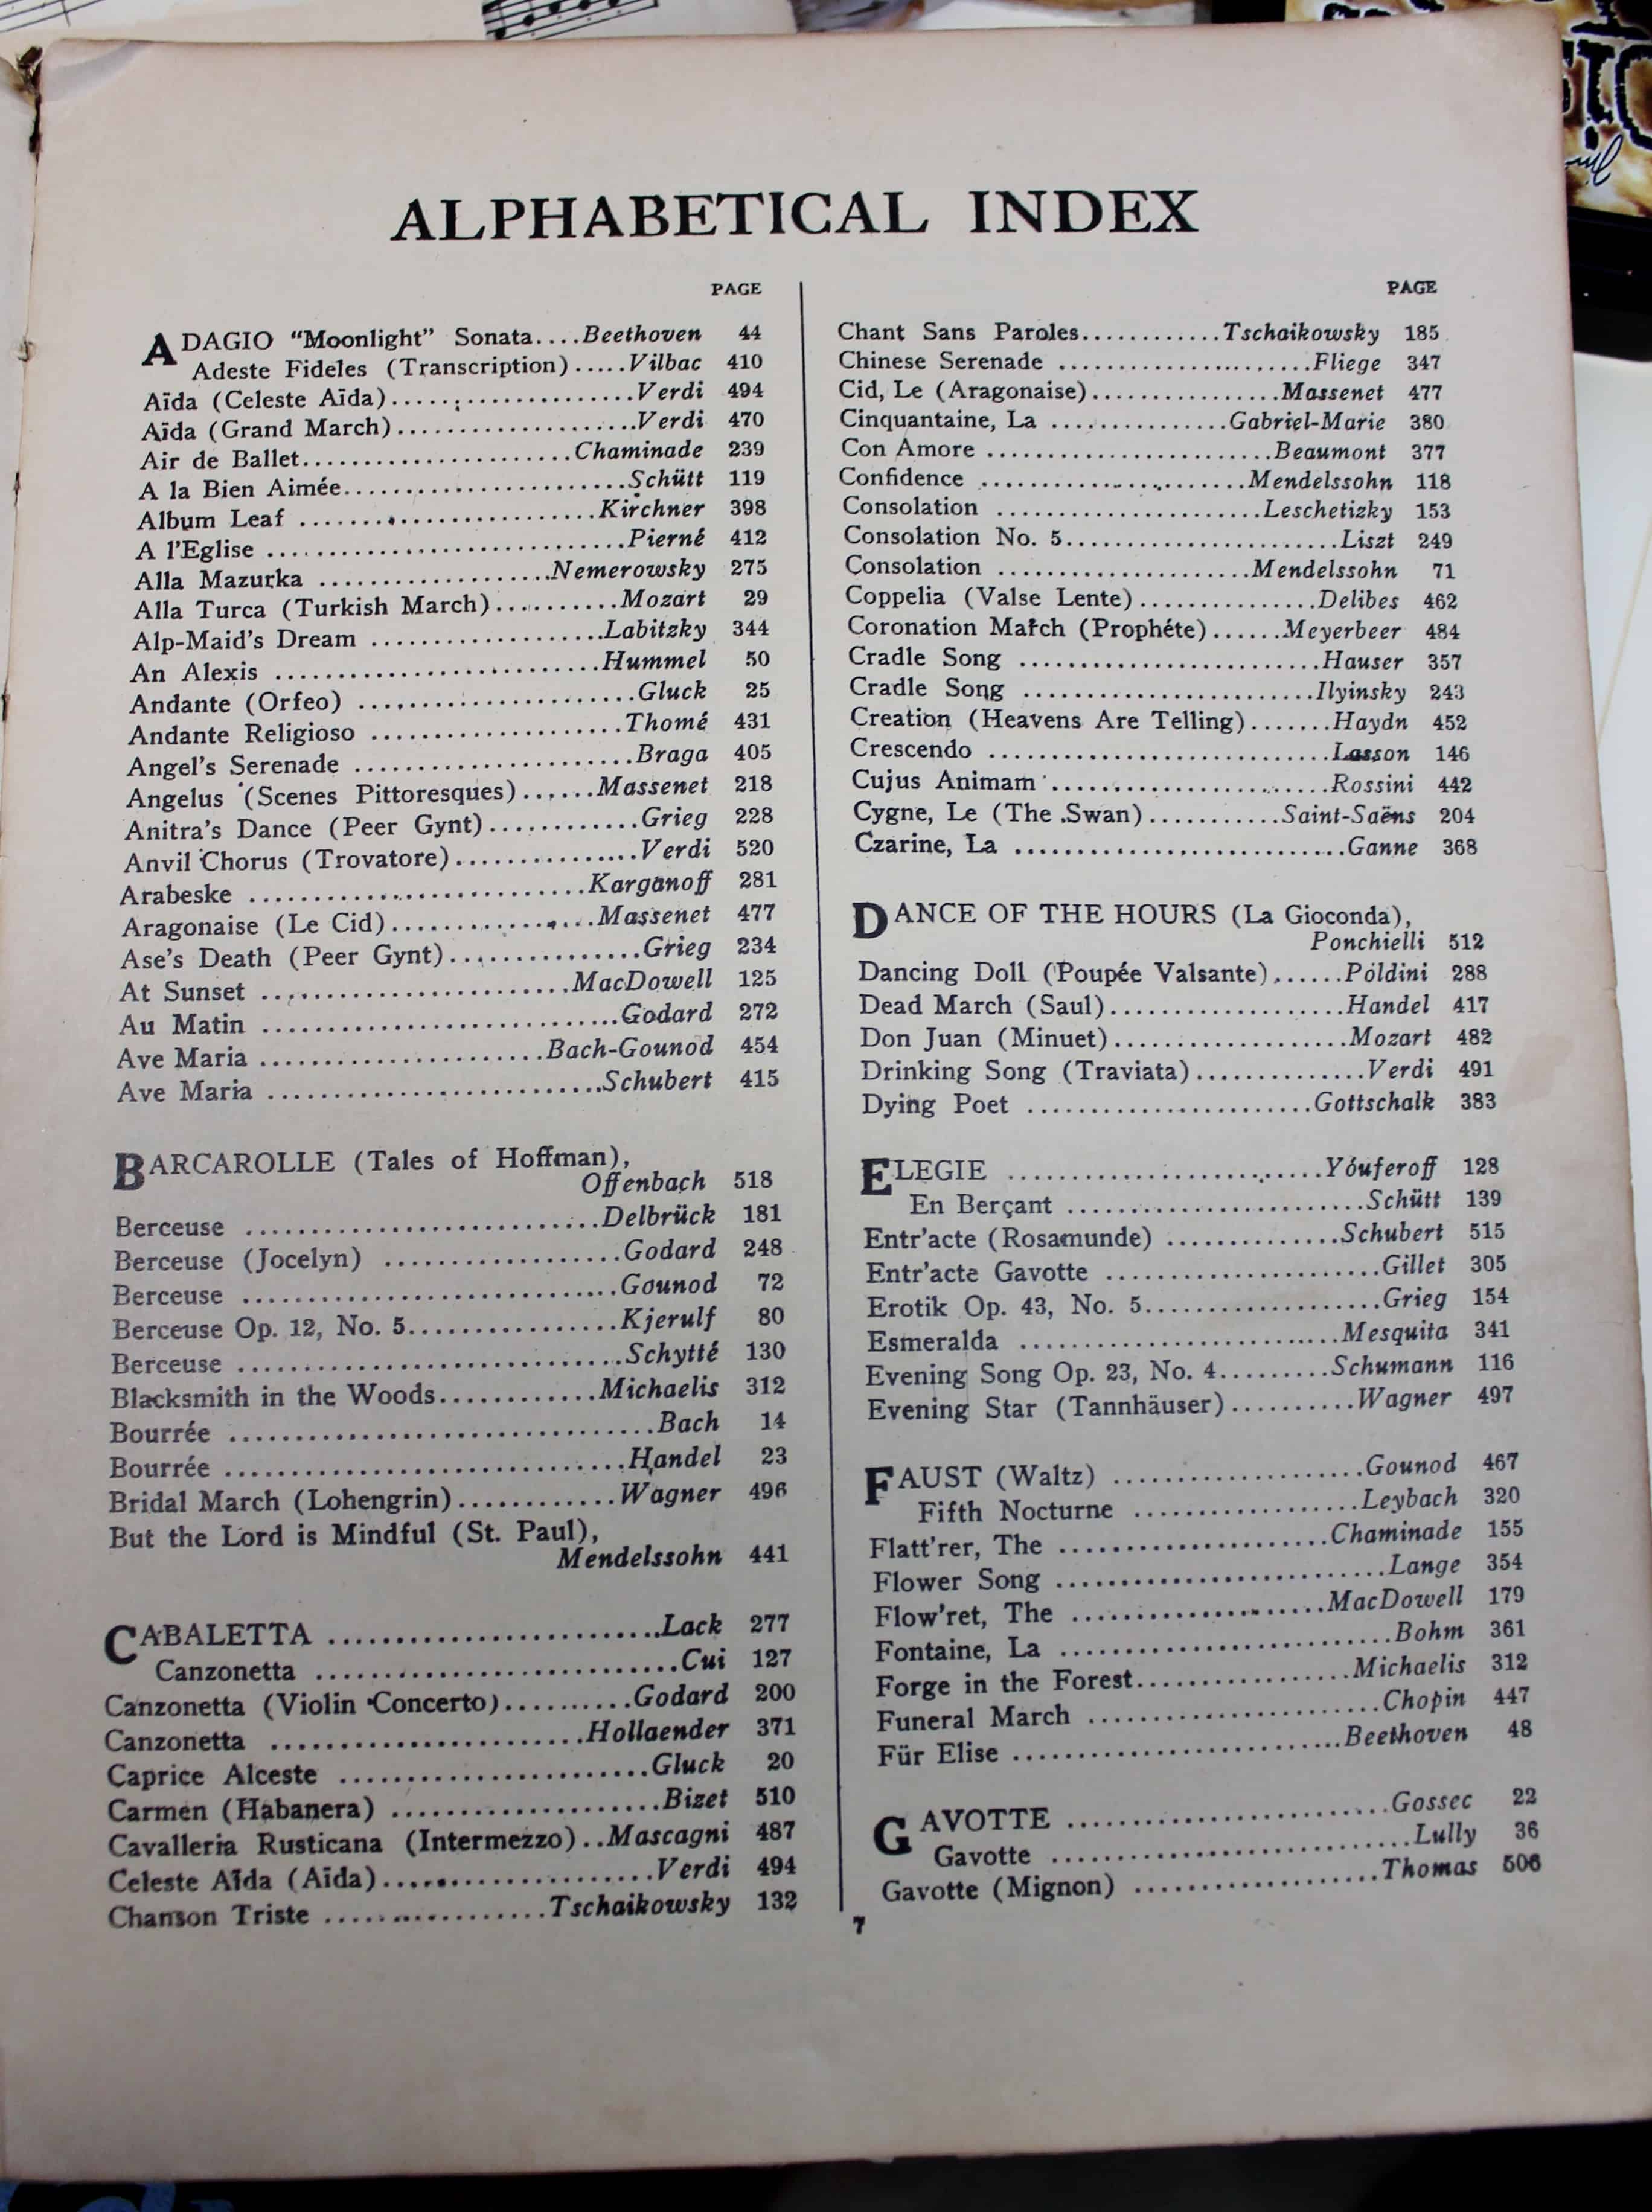 ALPHABETICAL INDEX
PAGE
ADAGIO "Moonlight" Sonata....Beethoven 44
Adeste Fideles (Transcription).....Vilbac 410
Aïda (Celeste Aïda)....................Verdi 494
Aïda (Grand March)....................Verdi 470
Air de Ballet.......................Chaminade 239
A la Bien Aimée........................Schütt 119
Album Leaf .........................Kirchner 398
A l'Eglise ..............................Pierné 412
Alla Mazurka ....................Nemerowsky 275
Alla Turca (Turkish March)...........Mozart 29
Alp-Maid's Dream ....................Labitzky 344
An Alexis ............................Hummel 50
Andante (Orfeo) ........................Gluck 25
Andante Religioso .....................Thomé 431
Angel's Serenade ........................Braga 405
Angelus (Scenes Pittoresques)......Massenet 218
Anitra's Dance (Peer Gynt).............Grieg 228
Anvil Chorus (Trovatore)................Verdi 520
Arabeske ............................Karganoff 281
Aragonaise (Le Cid)..................Massenet 477
Ase's Death (Peer Gynt)................Grieg 234
At Sunset ..........................MacDowell 125
Au Matin ..............................Godard 272
Ave Maria ........................Bach-Gounod 454
Ave Maria ............................Schubert 415
BARCAROLLE (Tales of Hoffman),
Offenbach 518
Berceuse ..............................Delbrück 181
Berceuse (Jocelyn) ....................Godard 248
Berceuse ................................Gounod 72
Berceuse Op. 12, No. 5..................Kjerulf 80
Berceuse ................................Schytté 130
Blacksmith in the Woods.............Michaelis 312
Bourrée ....................................Bach 14
Bourrée ..................................Handel 23
Bridal March (Lohengrin).............Wagner 496
But the Lord is Mindful (St. Paul),
Mendelssohn 441
CABALETTA ............................Lack 277
Canzonetta ..............................Cui 127
Canzonetta (Violin Concerto)..........Godard 200
Canzonetta ..........................Hollaender 371
Caprice Alceste ..........................Gluck 20
Carmen (Habanera) ......................Bizet 510
Cavalleria Rusticana (Intermezzo)..Mascagni 487
Celeste Aïda (Aïda)......................Verdi 494
Chanson Triste ...................Tschaikowsky 132
PAGE
Chant Sans Paroles............Tschaikowsky 185
Chinese Serenade ......................Fliege 347
Cid, Le (Aragonaise)................Massenet 477
Cinquantaine, La ...............Gabriel-Marie 380
Con Amore ........................Beaumont 377
Confidence .......................Mendelssohn 118
Consolation ......................Leschetizky 153
Consolation No. 5.......................Liszt 249
Consolation .....................Mendelssohn 71
Coppelia (Valse Lente)...............Delibes 462
Coronation March (Prophéte)......Meyerbeer 484
Cradle Song .........................Hauser 357
Cradle Song ........................Ilyinsky 243
Creation (Heavens Are Telling).......Haydn 452
Crescendo ............................Lasson 146
Cujus Animam .......................Rossini 442
Cygne, Le (The Swan)...........Saint-Saëns 204
Czarine, La ...........................Ganne 368
DANCE OF THE HOURS (La Gioconda),
Ponchielli 512
Dancing Doll (Poupée Valsante)......Poldini 288
Dead March (Saul)....................Handel 417
Don Juan (Minuet)....................Mozart 482
Drinking Song (Traviata)..............Verdi 491
Dying Poet ........................Gottschalk 383
ELEGIE ...........................Youferoff 128
En Berçant .........................Schütt 139
Entr'acte (Rosamunde) ..............Schubert 515
Entr'acte Gavotte .......................Gillet 305
Erotik Op. 43, No. 5....................Grieg 154
Esmeralda ...........................Mesquita 341
Evening Song Op. 23, No. 4.........Schumann 116
Evening Star (Tannhäuser)..........Wagner 497
FAUST (Waltz) .....................Gounod 467
Fifth Nocturne ...................Leybach 320
Flatt'rer, The ......................Chaminade 155
Flower Song ...........................Lange 354
Flow'ret, The ......................MacDowell 179
Fontaine, La ............................Bohm 361
Forge in the Forest..................Michaelis 312
Funeral March ........................Chopin 447
Für Elise ...........................Beethoven 48
GAVOTTE ...........................Gossec 22
Gavotte ..............................Lully 36
Gavotte (Mignon) ....................Thomas 506
7